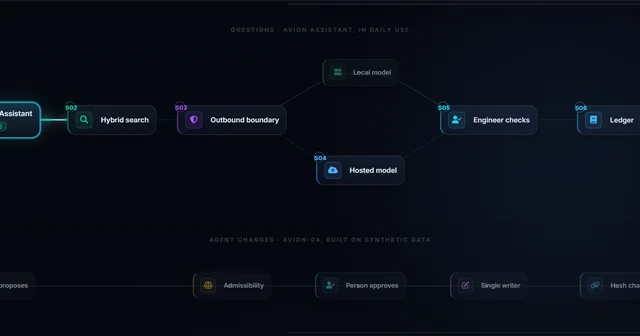 QUESTIONS · AVION ASSISTANT, IN DAILY USE
Local model
Assistant
S02
Hybrid search
S03
Outbound boundary
S05
Engineer checks
S06
Ledger
S04
Hosted model
AGENT CHANGES · AVION-04, BUILT ON SYNTHETIC DATA
proposes
Admissibility
Person approves
Single writer
Hash cha